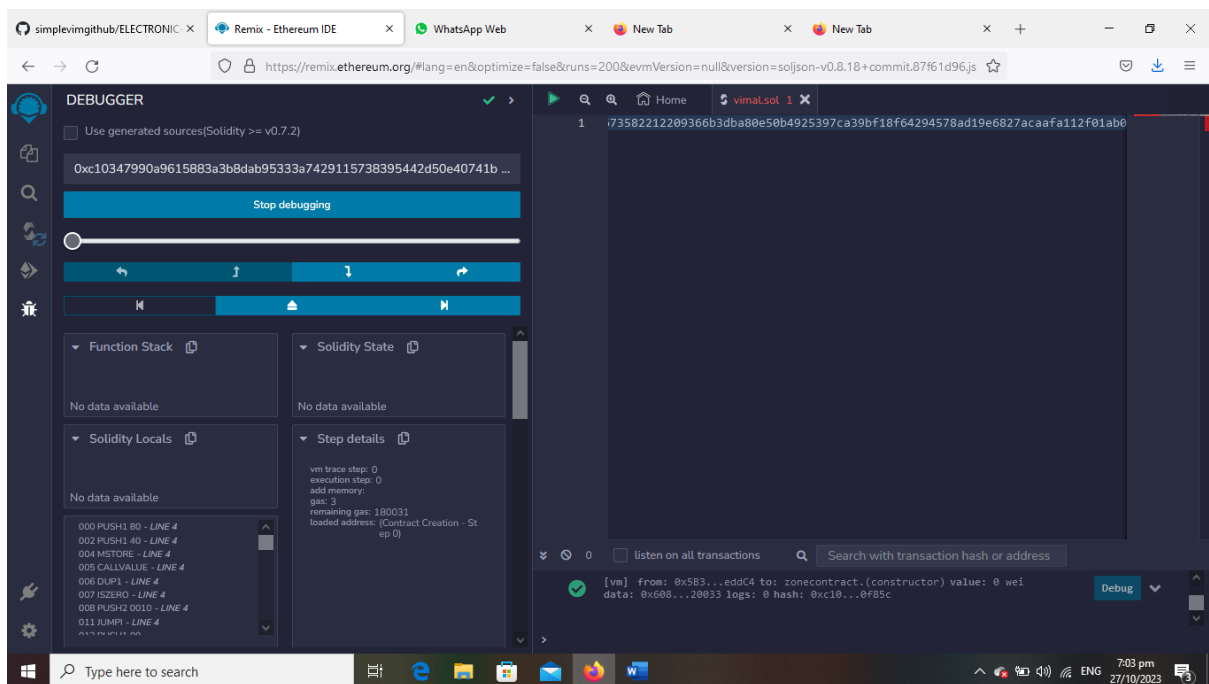 simplevimgithub/ELECTRONIC-
Remix - Ethereum IDE
WhatsApp Web
New Tab
New Tab
https://remix.ethereum.org/#lang=en&optimize=false&runs=200&evmVersion=null&version=soljson-v0.8.18+commit.87f61d96.js
DEBUGGER
Use generated sources(Solidity >= v0.7.2)
0xc10347990a9615883a3b8dab95333a7429115738395442d50e40741b ...
Stop debugging
Function Stack
No data available
Solidity State
No data available
Solidity Locals
No data available
Step details
vm trace step: 0
execution step: 0
add memory:
gas: 3
remaining gas: 180031
loaded address: (Contract Creation - St
ep 0)
000 PUSH1 80 - LINE 4
002 PUSH1 40 - LINE 4
004 MSTORE - LINE 4
005 CALLVALUE - LINE 4
006 DUP1 - LINE 4
007 ISZERO - LINE 4
008 PUSH2 0010 - LINE 4
011 JUMPI - LINE 4
Home
vimal.sol 1
1 73582212209366b3dba80e50b4925397ca39bf18f64294578ad19e6827acaafa112f01ab0
0
listen on all transactions
Search with transaction hash or address
[vm] from: 0x5B3...eddC4 to: zonecontract.(constructor) value: 0 wei
data: 0x608...20033 logs: 0 hash: 0xc10...0f85c
Debug
>
Type here to search
ENG
7:03 pm
27/10/2023
3